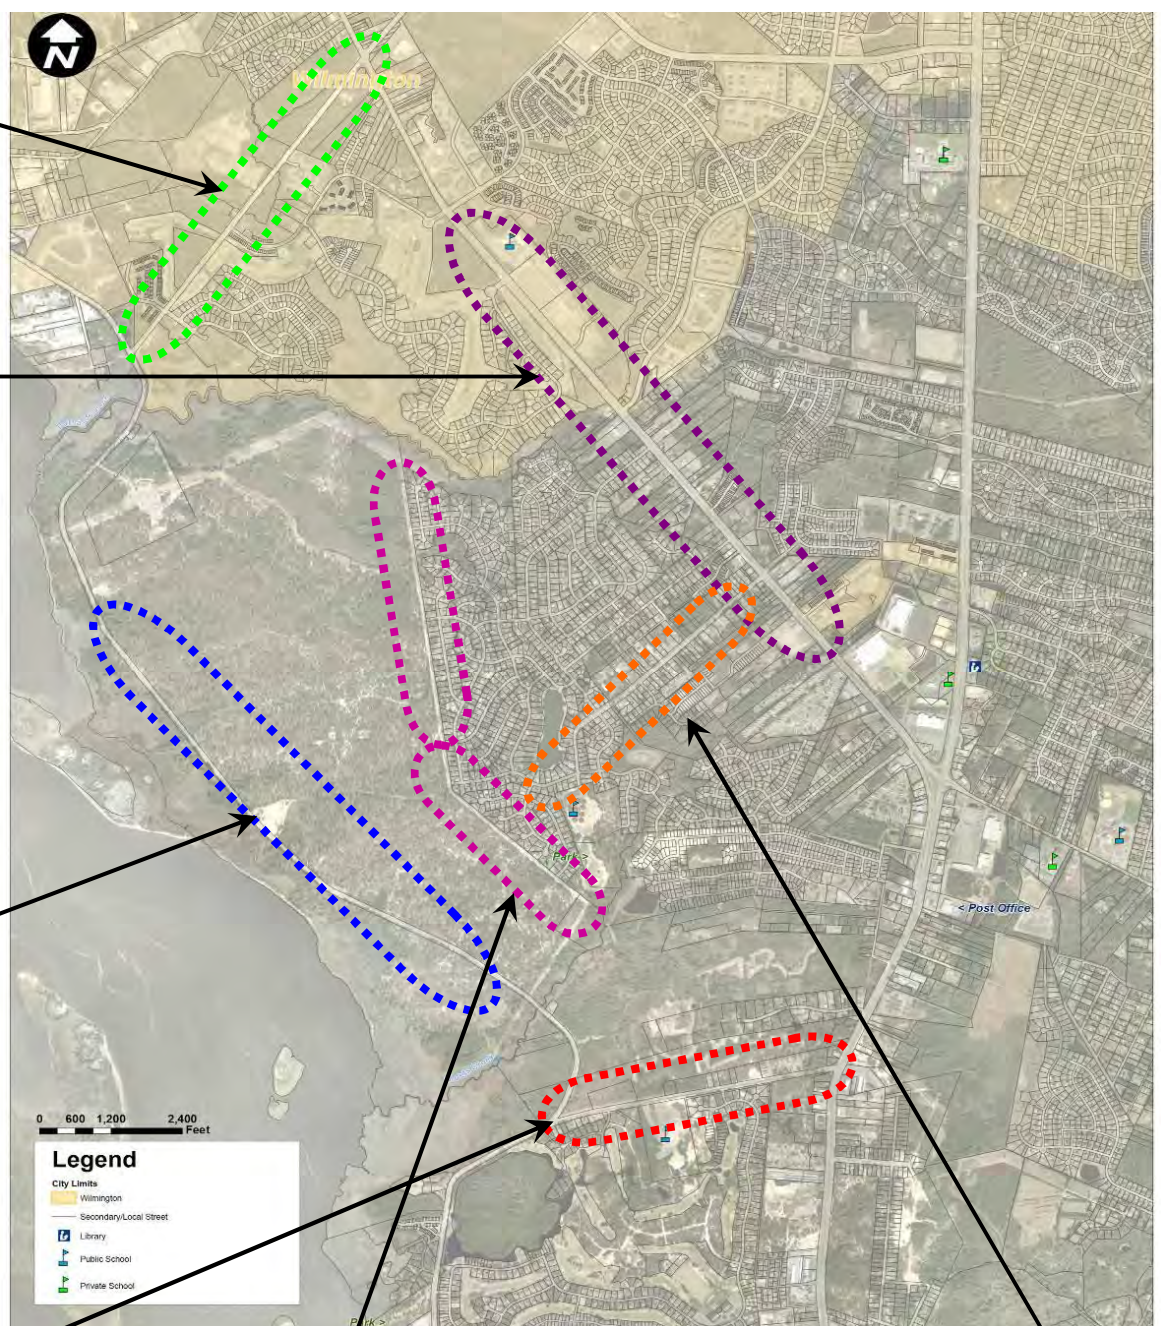 N
Wilmington
Park >
< Post Office
0 600 1,200 2,400
Feet
Legend
City Limits
Wilmington
Secondary/Local Street
Library
Public School
Private School
Park >